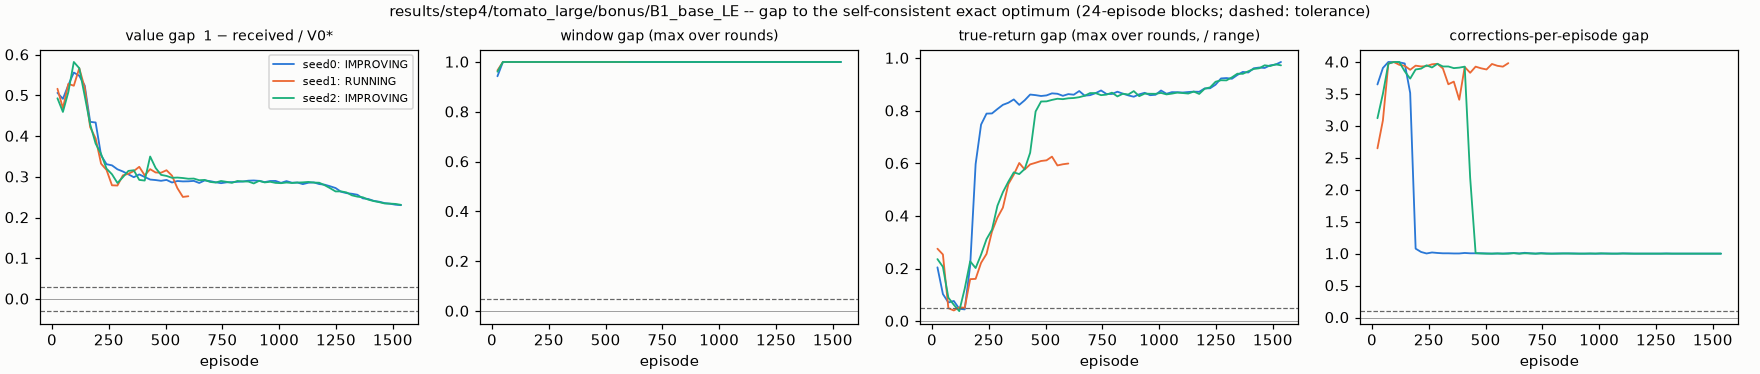 results/step4/tomato_large/bonus/B1_base_LE -- gap to the self-consistent exact optimum (24-episode blocks; dashed: tolerance)
value gap  1 − received / V0*
0.6
0.5
0.4
0.3
0.2
0.1
0.0
seed0: IMPROVING
seed1: RUNNING
seed2: IMPROVING
0 250 500 750 1000 1250 1500
episode
window gap (max over rounds)
1.0
0.8
0.6
0.4
0.2
0.0
0 250 500 750 1000 1250 1500
episode
true-return gap (max over rounds, / range)
1.0
0.8
0.6
0.4
0.2
0.0
0 250 500 750 1000 1250 1500
episode
corrections-per-episode gap
4.0
3.5
3.0
2.5
2.0
1.5
1.0
0.5
0.0
0 250 500 750 1000 1250 1500
episode